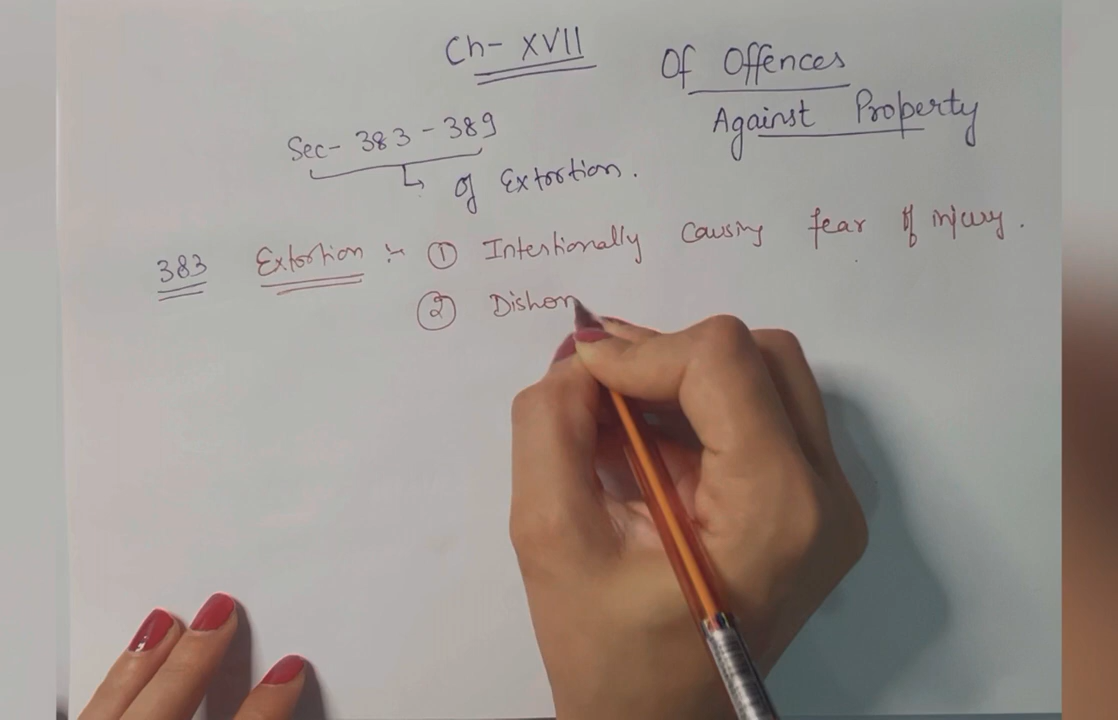 Ch- XVII
Of Offences
Against Property
Sec- 383 - 389
↳ of Extortion.
383 Extortion :- ① Intentionally causing fear of injury.
② Dishon